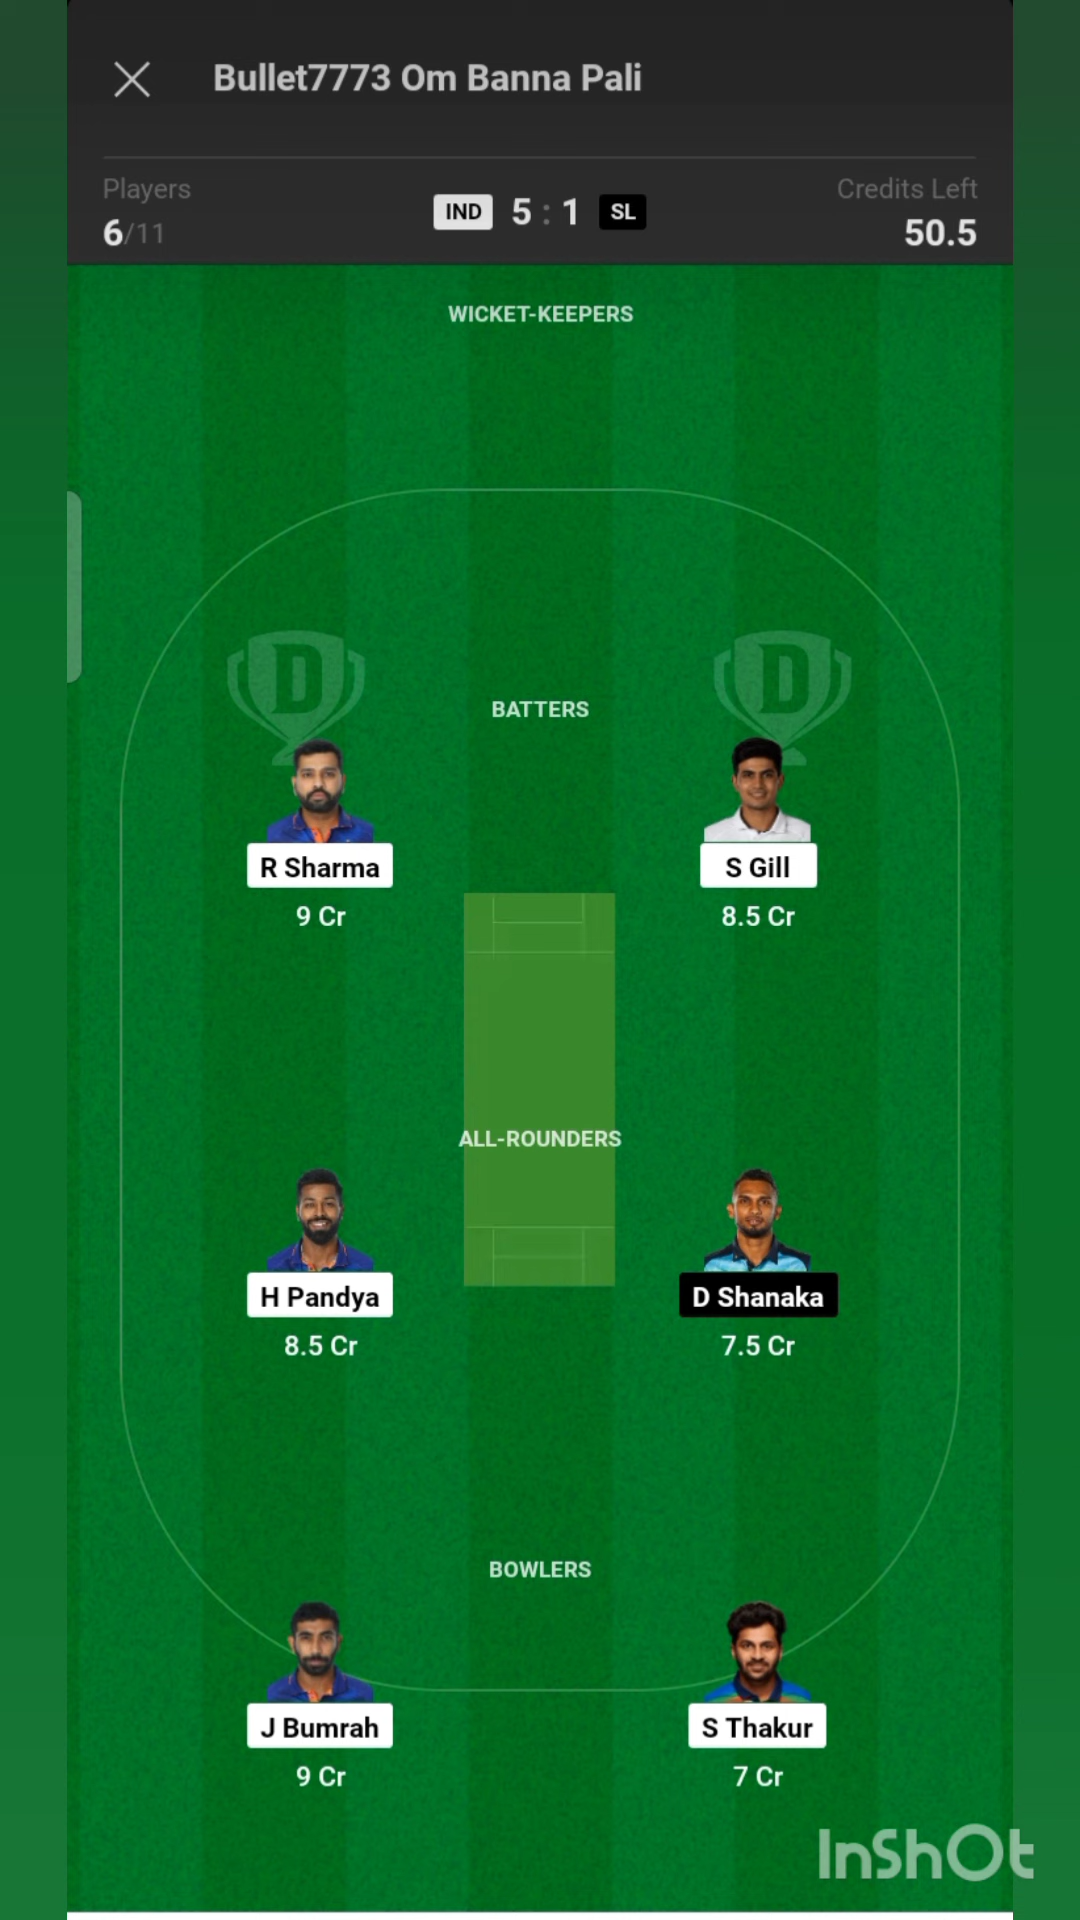 Bullet7773 Om Banna Pali
Players
6/11
IND 5 : 1 SL
Credits Left
50.5
WICKET-KEEPERS
D D
BATTERS
R Sharma
9 Cr
S Gill
8.5 Cr
ALL-ROUNDERS
H Pandya
8.5 Cr
D Shanaka
7.5 Cr
BOWLERS
J Bumrah
9 Cr
S Thakur
7 Cr
InShOt